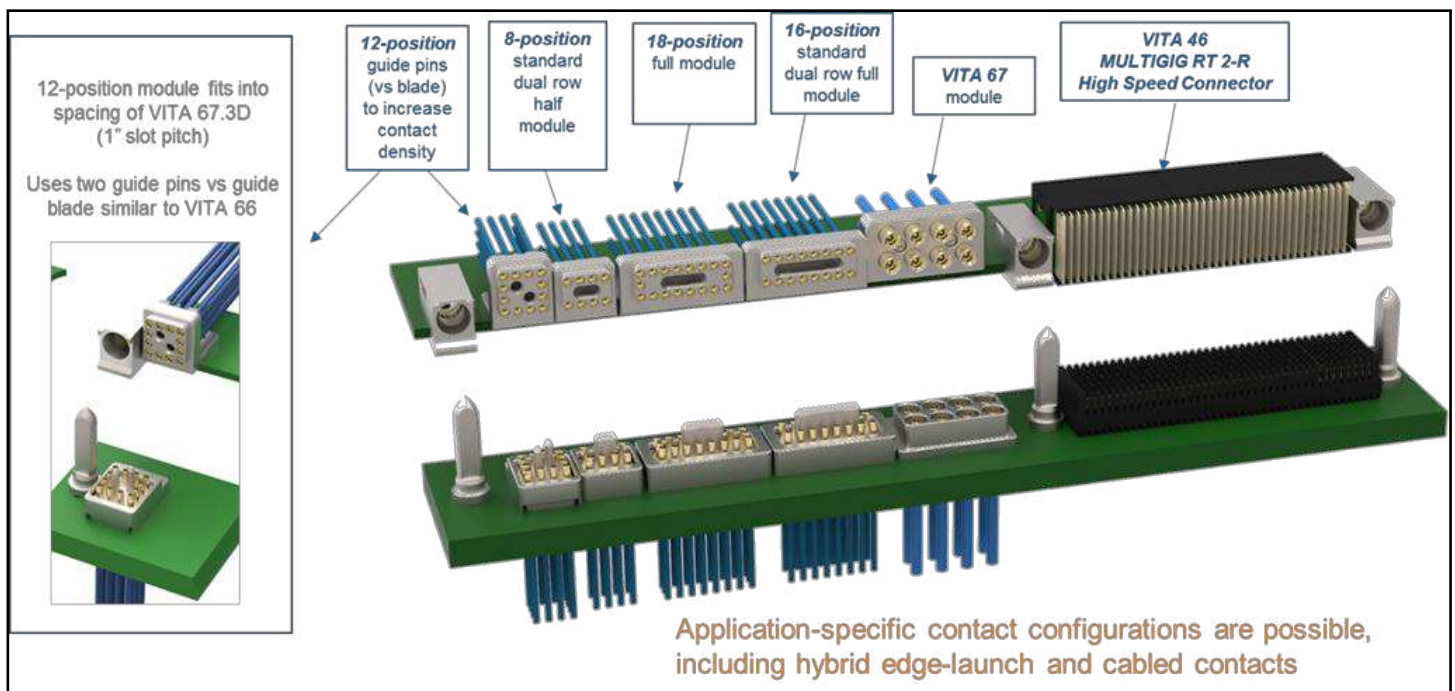 12-position module fits into
spacing of VITA 67.3D
(1” slot pitch)
Uses two guide pins vs guide
blade similar to VITA 66
12-position
guide pins
(vs blade)
to increase
contact
density
8-position
standard
dual row
half
module
18-position
full module
16-position
standard
dual row full
module
VITA 67
module
VITA 46
MULTIGIG RT 2-R
High Speed Connector
Application-specific contact configurations are possible,
including hybrid edge-launch and cabled contacts